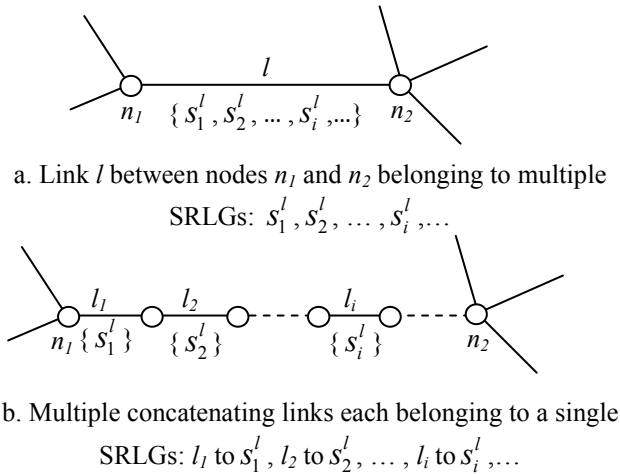 l
n₁ { s₁ˡ , s₂ˡ , ... , sᵢˡ ,...} n₂
a. Link l between nodes n₁ and n₂ belonging to multiple
SRLGs: s₁ˡ , s₂ˡ , … , sᵢˡ ,…
l₁ l₂ lᵢ
n₁ { s₁ˡ } { s₂ˡ } { sᵢˡ } n₂
b. Multiple concatenating links each belonging to a single
SRLGs: l₁ to s₁ˡ , l₂ to s₂ˡ , … , lᵢ to sᵢˡ ,…